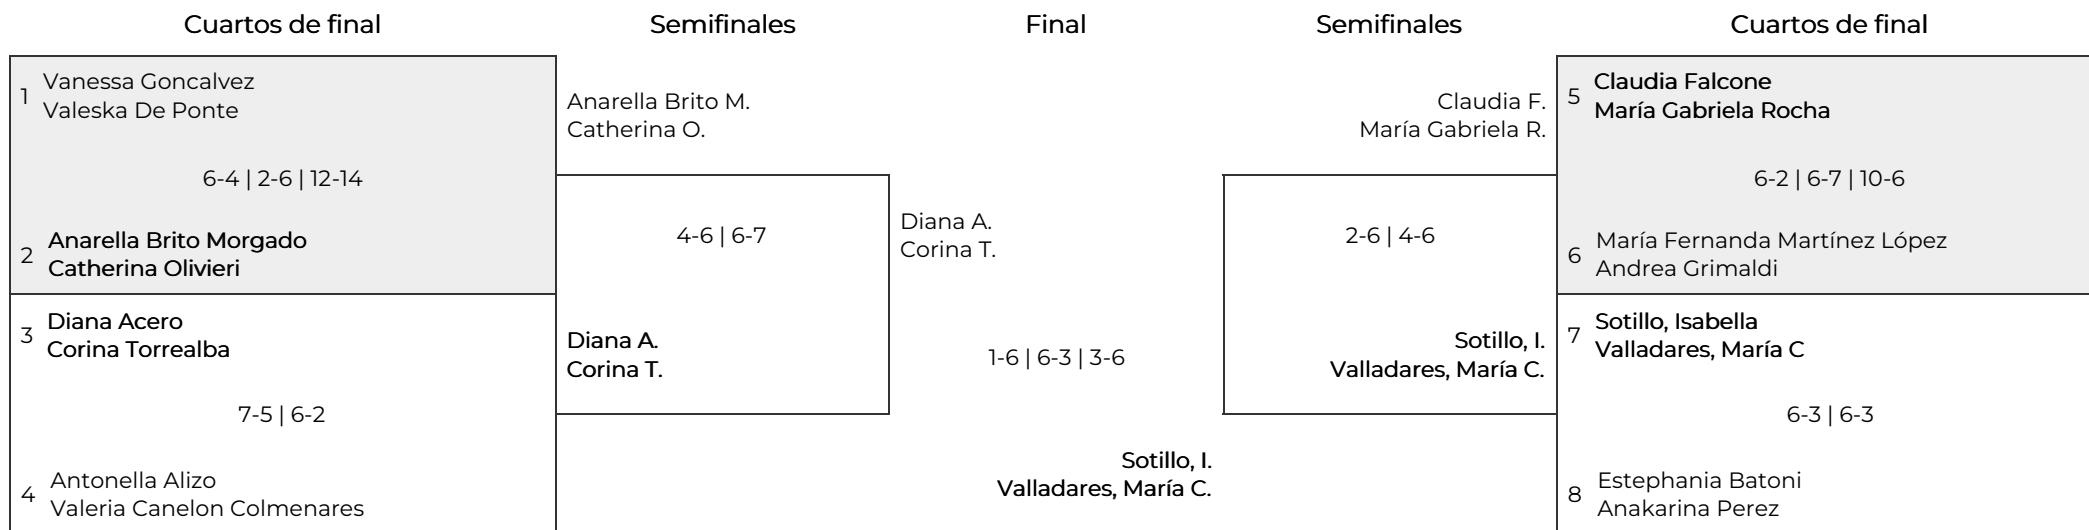 Cuartos de final
Semifinales
Final
Semifinales
Cuartos de final
1
Vanessa Goncalvez
Valeska De Ponte
6-4 | 2-6 | 12-14
2
Anarella Brito Morgado
Catherina Olivieri
3
Diana Acero
Corina Torrealba
7-5 | 6-2
4
Antonella Alizo
Valeria Canelon Colmenares
Anarella Brito M.
Catherina O.
4-6 | 6-7
Diana A.
Corina T.
Diana A.
Corina T.
1-6 | 6-3 | 3-6
Sotillo, I.
Valladares, María C.
Claudia F.
María Gabriela R.
2-6 | 4-6
Sotillo, I.
Valladares, María C.
5
Claudia Falcone
María Gabriela Rocha
6-2 | 6-7 | 10-6
6
María Fernanda Martínez López
Andrea Grimaldi
7
Sotillo, Isabella
Valladares, María C
6-3 | 6-3
8
Estephania Batoni
Anakarina Perez